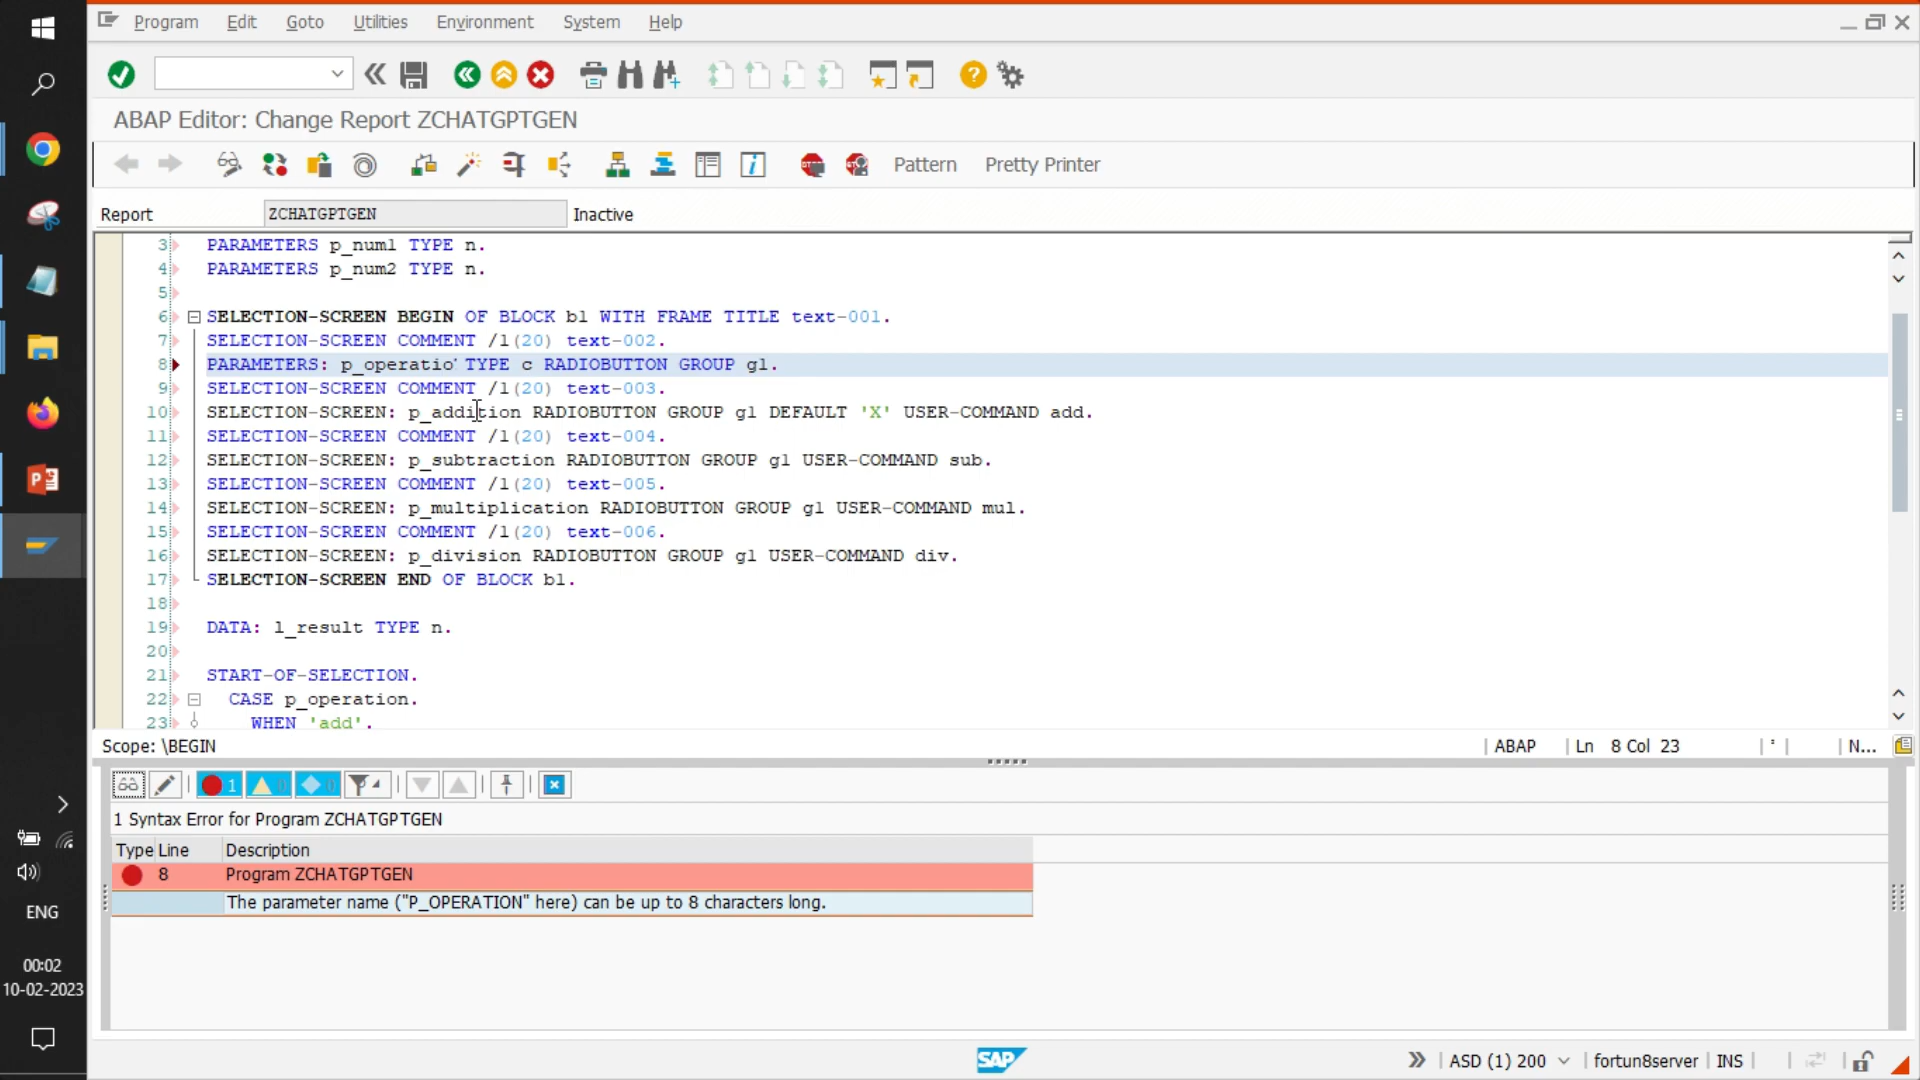 Program Edit Goto Utilities Environment System Help
ABAP Editor: Change Report ZCHATGPTGEN
Pattern Pretty Printer
Report ZCHATGPTGEN Inactive
3 PARAMETERS p_num1 TYPE n.
4 PARAMETERS p_num2 TYPE n.
5
6 SELECTION-SCREEN BEGIN OF BLOCK b1 WITH FRAME TITLE text-001.
7 SELECTION-SCREEN COMMENT /1(20) text-002.
8 PARAMETERS: p_operatio' TYPE c RADIOBUTTON GROUP g1.
9 SELECTION-SCREEN COMMENT /1(20) text-003.
10 SELECTION-SCREEN: p_addition RADIOBUTTON GROUP g1 DEFAULT 'X' USER-COMMAND add.
11 SELECTION-SCREEN COMMENT /1(20) text-004.
12 SELECTION-SCREEN: p_subtraction RADIOBUTTON GROUP g1 USER-COMMAND sub.
13 SELECTION-SCREEN COMMENT /1(20) text-005.
14 SELECTION-SCREEN: p_multiplication RADIOBUTTON GROUP g1 USER-COMMAND mul.
15 SELECTION-SCREEN COMMENT /1(20) text-006.
16 SELECTION-SCREEN: p_division RADIOBUTTON GROUP g1 USER-COMMAND div.
17 SELECTION-SCREEN END OF BLOCK b1.
18
19 DATA: l_result TYPE n.
20
21 START-OF-SELECTION.
22 CASE p_operation.
23 WHEN 'add'.
Scope: \BEGIN ABAP Ln 8 Col 23 N...
1 0 0
1 Syntax Error for Program ZCHATGPTGEN
Type Line Description
8 Program ZCHATGPTGEN
The parameter name ("P_OPERATION" here) can be up to 8 characters long.
ENG
00:02
10-02-2023
SAP ASD (1) 200 fortun8server INS